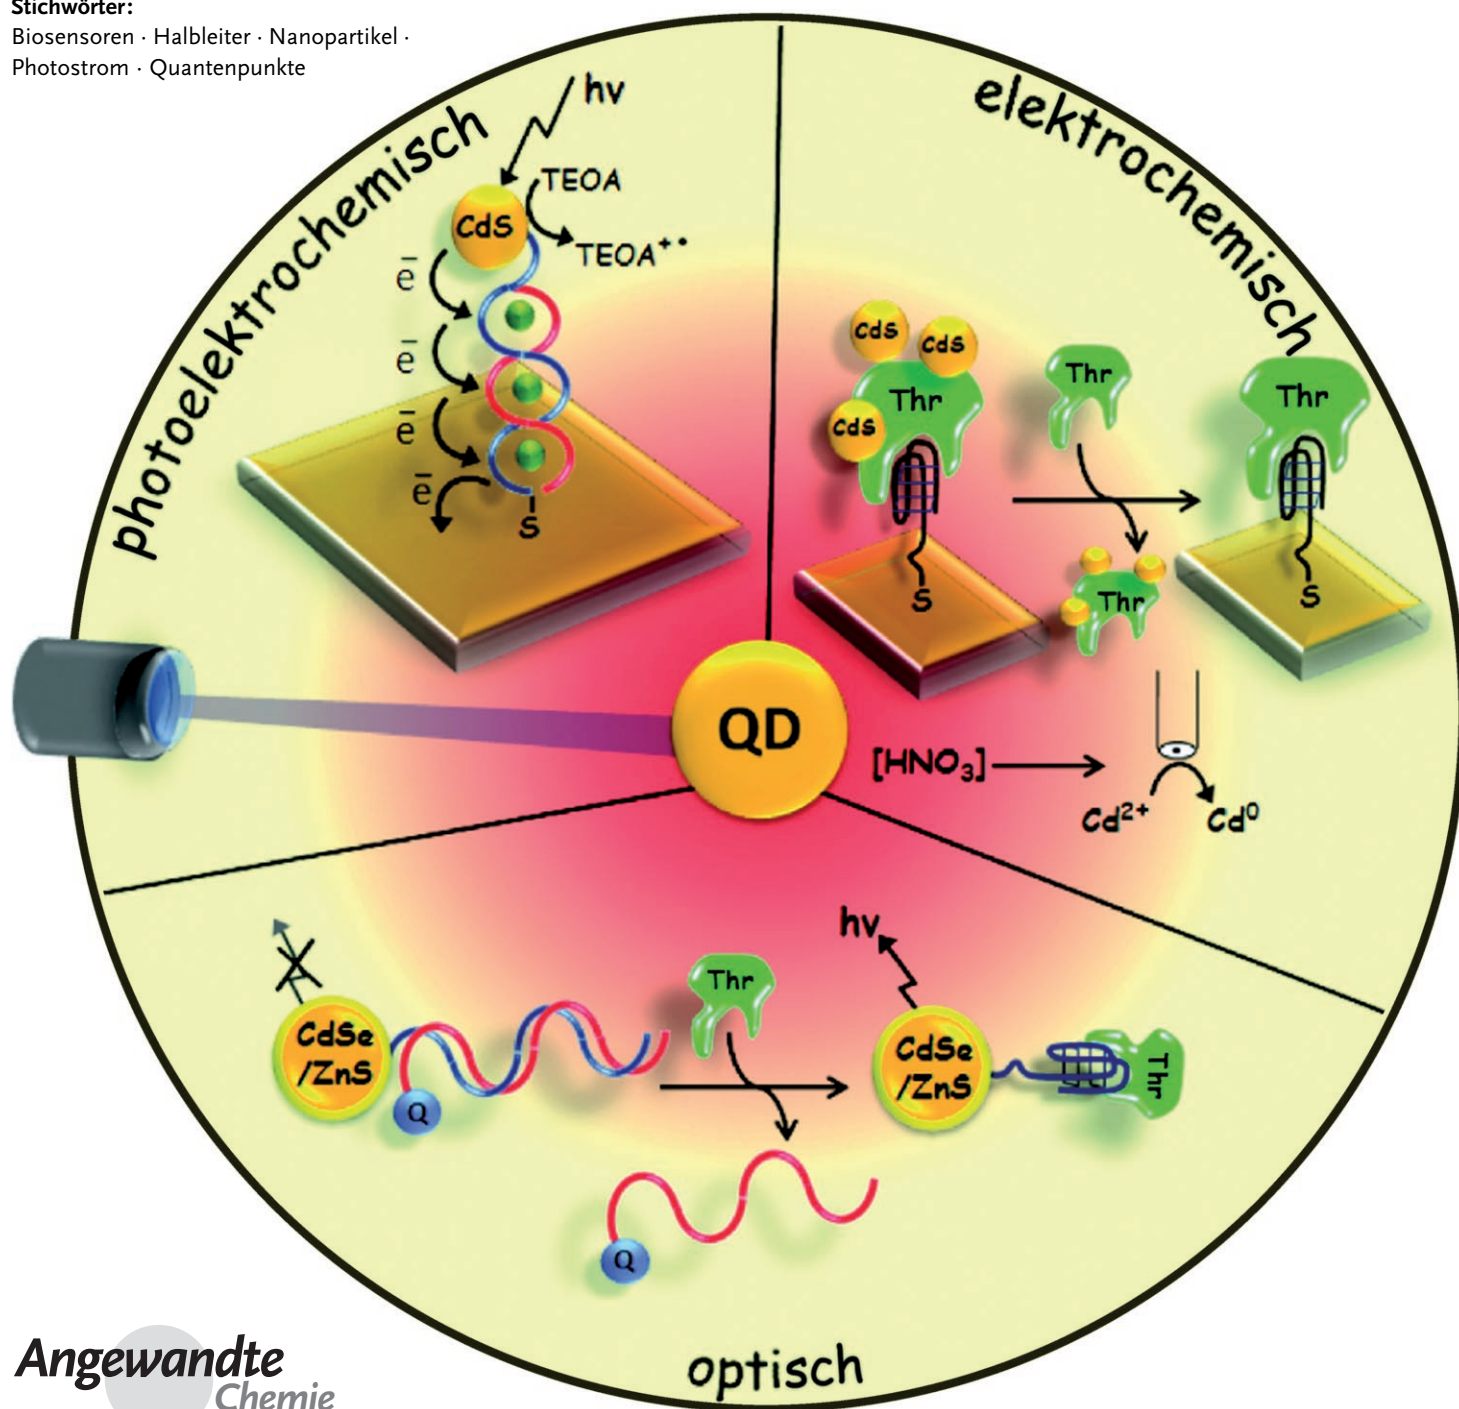 Stichwörter:
Biosensoren · Halbleiter · Nanopartikel ·
Photostrom · Quantenpunkte
photoelektrochemisch
hν
TEOA
CdS
TEOA⁺•
e̅
e̅
e̅
e̅
S
elektrochemisch
CdS
CdS
CdS
Thr
Thr
Thr
Thr
S
S
QD
[HNO₃]
Cd²⁺
Cd⁰
hν
CdSe
/ZnS
Q
Thr
CdSe
/ZnS
Thr
Q
optisch
Angewandte
Chemie